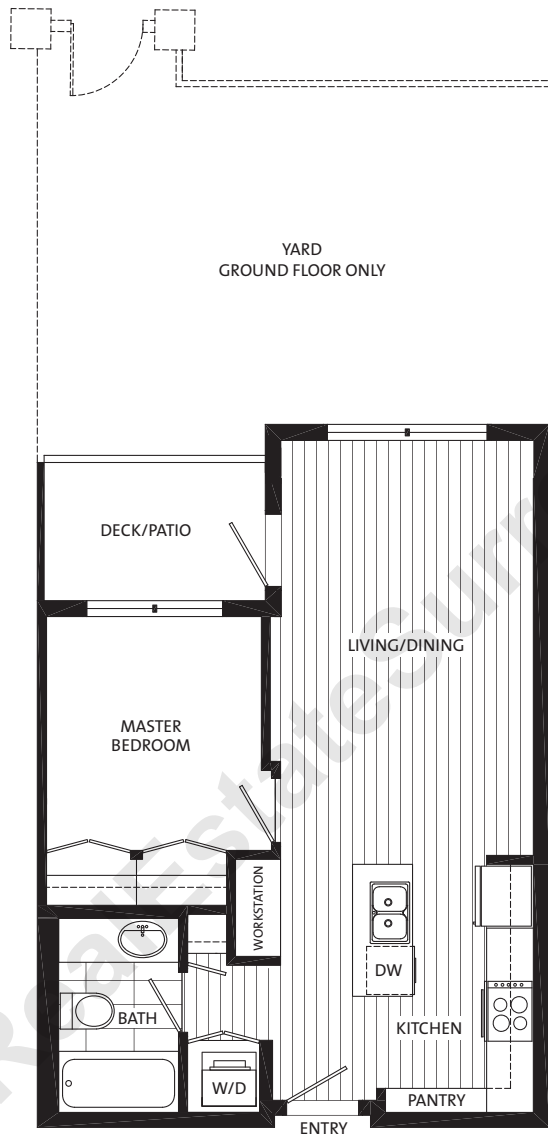 YARD
GROUND FLOOR ONLY
DECK/PATIO
LIVING/DINING
MASTER
BEDROOM
WORKSTATION
DW
BATH
KITCHEN
W/D
PANTRY
ENTRY